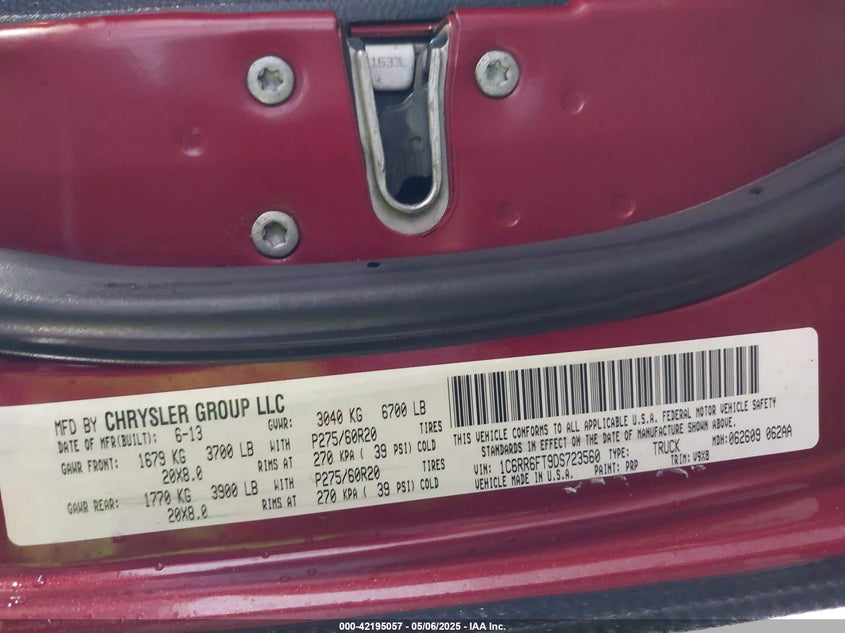 1633L
MFD BY CHRYSLER GROUP LLC
DATE OF MFR(BUILT): 6-13 GVWR: 3040 KG 6700 LB
GAWR FRONT: 1679 KG 3700 LB WITH P275/60R20 TIRES
20X8.0 RIMS AT 270 KPA ( 39 PSI) COLD
GAWR REAR: 1770 KG 3900 LB WITH P275/60R20 TIRES
20X8.0 RIMS AT 270 KPA ( 39 PSI) COLD
THIS VEHICLE CONFORMS TO ALL APPLICABLE U.S.A. FEDERAL MOTOR VEHICLE SAFETY
STANDARDS IN EFFECT ON THE DATE OF MANUFACTURE SHOWN ABOVE.
VIN: 1C6RR6FT9DS723560 TYPE: TRUCK MDH: 062609 062AA
VEHICLE MADE IN U.S.A. PAINT: PRP TRIM: V9X8
000-42195057 - 05/06/2025 - IAA Inc.